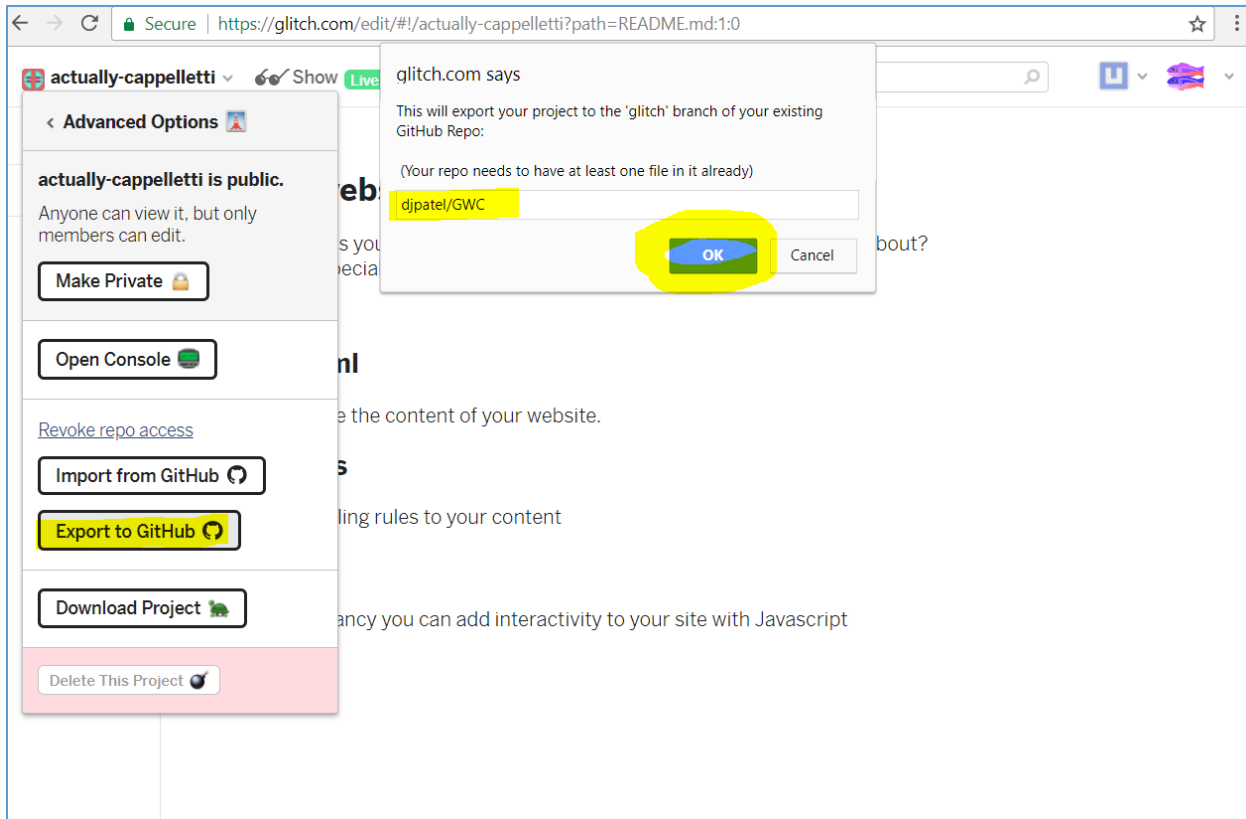 Secure | https://glitch.com/edit/#!/actually-cappelletti?path=README.md:1:0
actually-cappelletti Show Live
Advanced Options
actually-cappelletti is public.
Anyone can view it, but only
members can edit.
Make Private
Open Console
Revoke repo access
Import from GitHub
Export to GitHub
Download Project
Delete This Project
glitch.com says
This will export your project to the 'glitch' branch of your existing
GitHub Repo:
(Your repo needs to have at least one file in it already)
djpatel/GWC
OK Cancel
bout?
e the content of your website.
ling rules to your content
ancy you can add interactivity to your site with Javascript